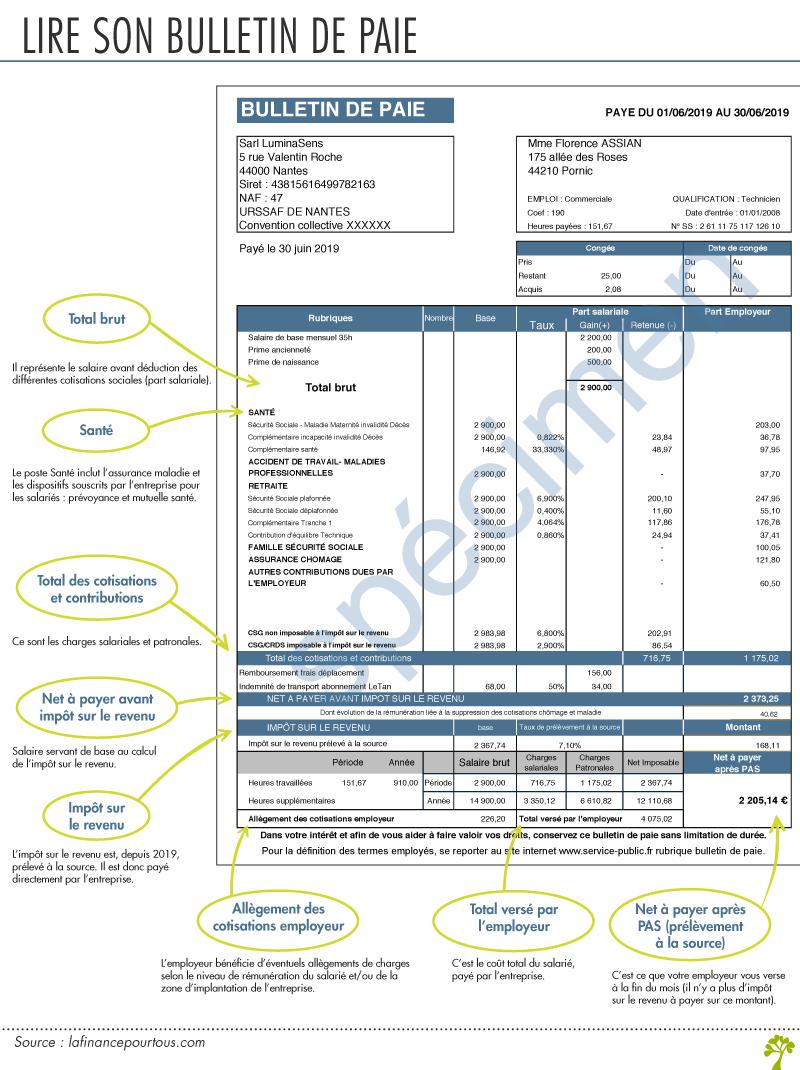 LIRE SON BULLETIN DE PAIE
BULLETIN DE PAIE
PAYE DU 01/06/2019 AU 30/06/2019
Sarl LuminaSens
5 rue Valentin Roche
44000 Nantes
Siret : 43815616499782163
NAF : 47
URSSAF DE NANTES
Convention collective XXXXXX
Mme Florence ASSIAN
175 allée des Roses
44210 Pornic
EMPLOI : Commerciale QUALIFICATION : Technicien
Coef : 190 Date d'entrée : 01/01/2008
Heures payées : 151,67 N° SS : 2 61 11 75 117 126 10
Payé le 30 juin 2019
Congée Date de congés
Pris Du Au
Restant 25,00 Du Au
Acquis 2,08 Du Au
Rubriques Nombre Base Part salariale Part Employeur
Taux Gain(+) Retenue (-)
Salaire de base mensuel 35h 2 200,00
Prime ancienneté 200,00
Prime de naissance 500,00
Total brut 2 900,00
SANTÉ
Sécurité Sociale - Maladie Maternité invalidité Décès 2 900,00 203,00
Complémentaire incapacité invalidité Décès 2 900,00 0,822% 23,84 36,78
Complémentaire santé 146,92 33,330% 48,97 97,95
ACCIDENT DE TRAVAIL- MALADIES
PROFESSIONNELLES 2 900,00 - 37,70
RETRAITE
Sécurité Sociale plafonnée 2 900,00 6,900% 200,10 247,95
Sécurité Sociale déplafonnée 2 900,00 0,400% 11,60 55,10
Complémentaire Tranche 1 2 900,00 4,064% 117,86 176,78
Contribution d'équilibre Technique 2 900,00 0,860% 24,94 37,41
FAMILLE SÉCURITÉ SOCIALE 2 900,00 - 100,05
ASSURANCE CHOMAGE 2 900,00 - 121,80
AUTRES CONTRIBUTIONS DUES PAR
L'EMPLOYEUR - 60,50
CSG non imposable à l'impôt sur le revenu 2 983,98 6,800% 202,91
CSG/CRDS imposable à l'impôt sur le revenu 2 983,98 2,900% 86,54
Total des cotisations et contributions 716,75 1 175,02
Remboursement frais déplacement 156,00
Indemnité de transport abonnement LeTan 68,00 50% 34,00
NET A PAYER AVANT IMPOT SUR LE REVENU 2 373,25
Dont évolution de la rémunération liée à la suppression des cotisations chômage et maladie 40,62
IMPÔT SUR LE REVENU base Taux de prélèvement à la source Montant
Impôt sur le revenu prélevé à la source 2 367,74 7,10% 168,11
Période Année Salaire brut Charges salariales Charges Patronales Net Imposable Net à payer après PAS
Heures travaillées 151,67 910,00 Période 2 900,00 716,75 1 175,02 2 367,74
Heures supplémentaires Année 14 900,00 3 350,12 6 610,82 12 110,68 2 205,14 €
Allégement des cotisations employeur 226,20 Total versé par l'employeur 4 075,02
Dans votre intérêt et afin de vous aider à faire valoir vos droits, conservez ce bulletin de paie sans limitation de durée.
Pour la définition des termes employés, se reporter au site internet www.service-public.fr rubrique bulletin de paie.
spécimen
Total brut
Il représente le salaire avant déduction des
différentes cotisations sociales (part salariale).
Santé
Le poste Santé inclut l'assurance maladie et
les dispositifs souscrits par l'entreprise pour
les salariés : prévoyance et mutuelle santé.
Total des cotisations
et contributions
Ce sont les charges salariales et patronales.
Net à payer avant
impôt sur le revenu
Salaire servant de base au calcul
de l'impôt sur le revenu.
Impôt sur
le revenu
L'impôt sur le revenu est, depuis 2019,
prélevé à la source. Il est donc payé
directement par l'entreprise.
Allègement des
cotisations employeur
L'employeur bénéficie d'éventuels allègements de charges
selon le niveau de rémunération du salarié et/ou de la
zone d'implantation de l'entreprise.
Total versé par
l'employeur
C'est le coût total du salarié,
payé par l'entreprise.
Net à payer après
PAS (prélèvement
à la source)
C'est ce que votre employeur vous verse
à la fin du mois (il n'y a plus d'impôt
sur le revenu à payer sur ce montant).
Source : lafinancepourtous.com